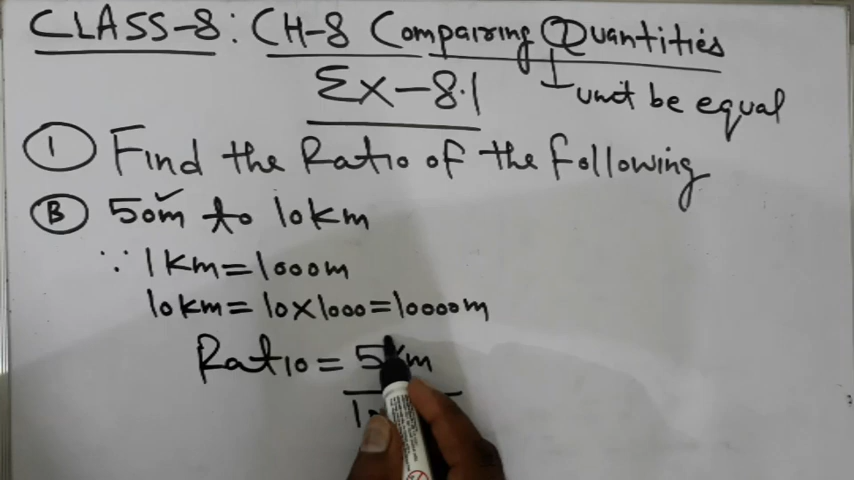 CLASS-8: CH-8 Comparing Quantities
Ex-8.1
unit be equal
1 Find the Ratio of the following
B 50m to 10km
∵ 1km=1000m
10km=10×1000=10000m
Ratio = 5 m